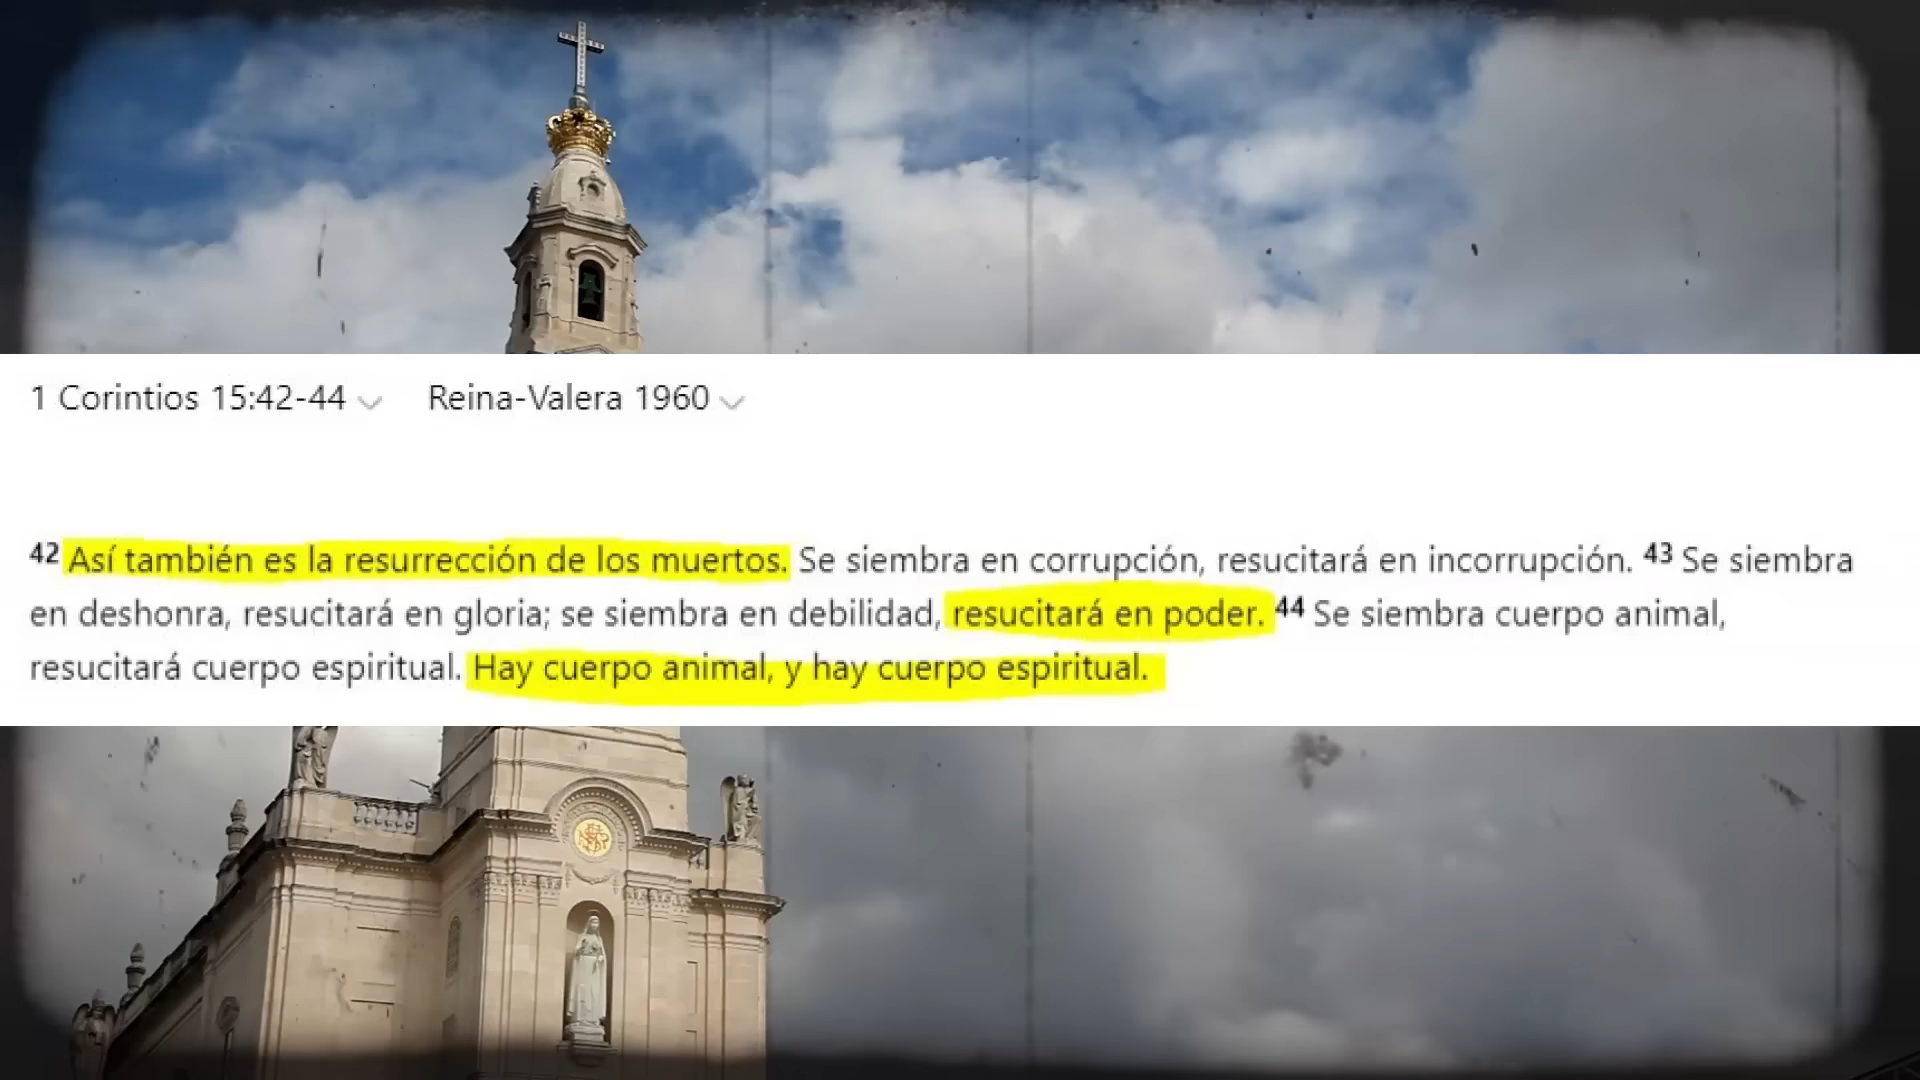 1 Corintios 15:42-44 Reina-Valera 1960
42 Así también es la resurrección de los muertos. Se siembra en corrupción, resucitará en incorrupción. 43 Se siembra
en deshonra, resucitará en gloria; se siembra en debilidad, resucitará en poder. 44 Se siembra cuerpo animal,
resucitará cuerpo espiritual. Hay cuerpo animal, y hay cuerpo espiritual.